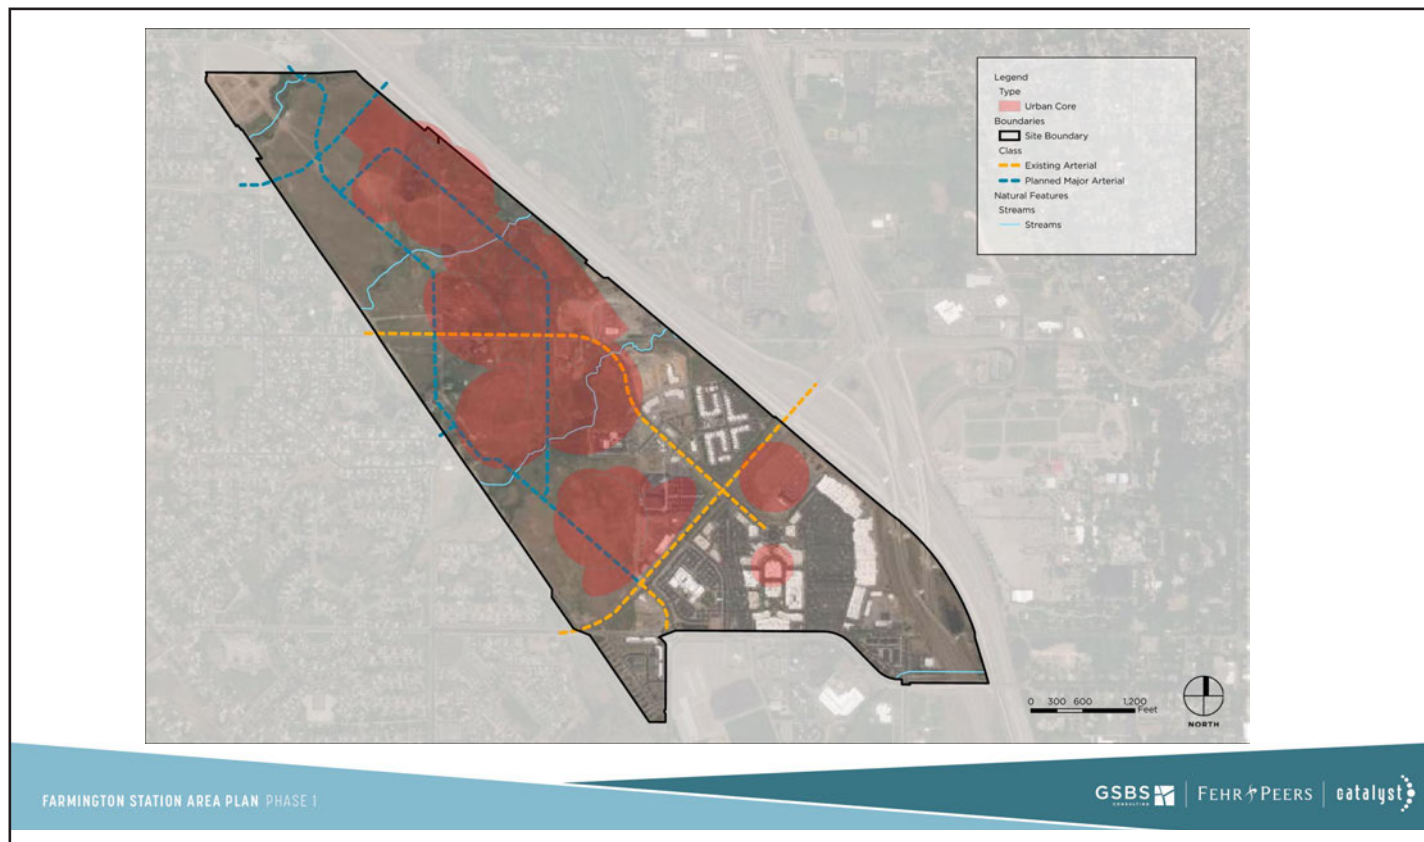 Legend
Type
Urban Core
Boundaries
Site Boundary
Class
Existing Arterial
Planned Major Arterial
Natural Features
Streams
Streams
0 300 600 1,200
Feet
NORTH
FARMINGTON STATION AREA PLAN PHASE 1
GSBS
CONSULTING
FEHR PEERS
catalyst